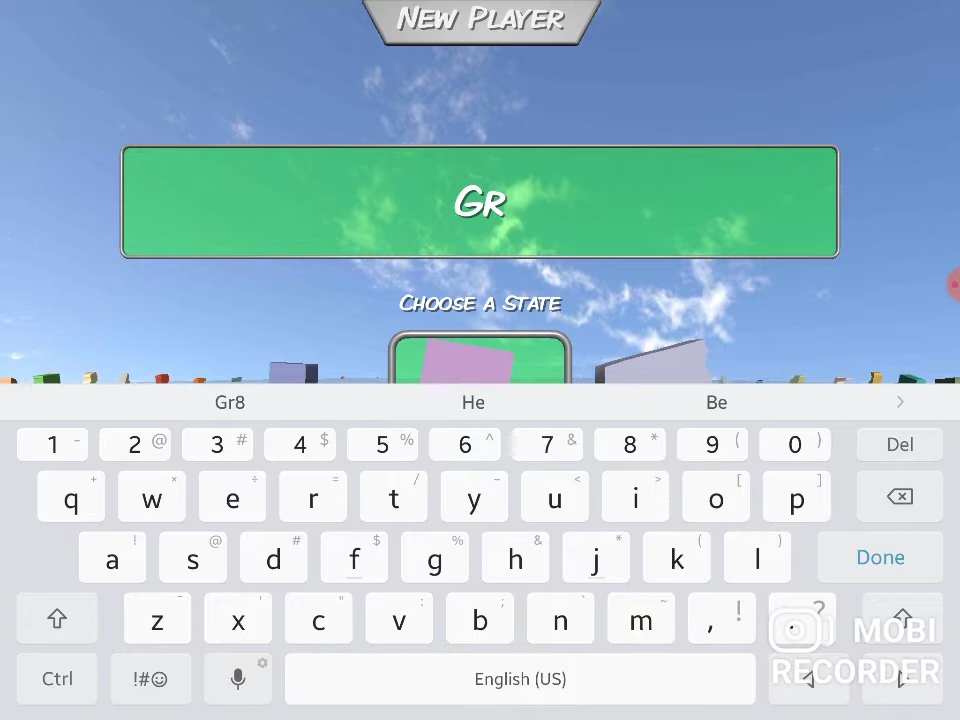 New Player
Gr
Choose a State
Gr8 He Be >
1 - 2 @ 3 # 4 $ 5 % 6 ^ 7 & 8 * 9 ( 0 ) Del
q + w × e ÷ r = t / y _ u < i > o [ p ]
a ! s @ d # f $ g % h & j * k ( l ) Done
z - x ' c " v : b ; n ` m ~ , ! . ?
Ctrl !#☺ English (US)
MOBI
RECORDER